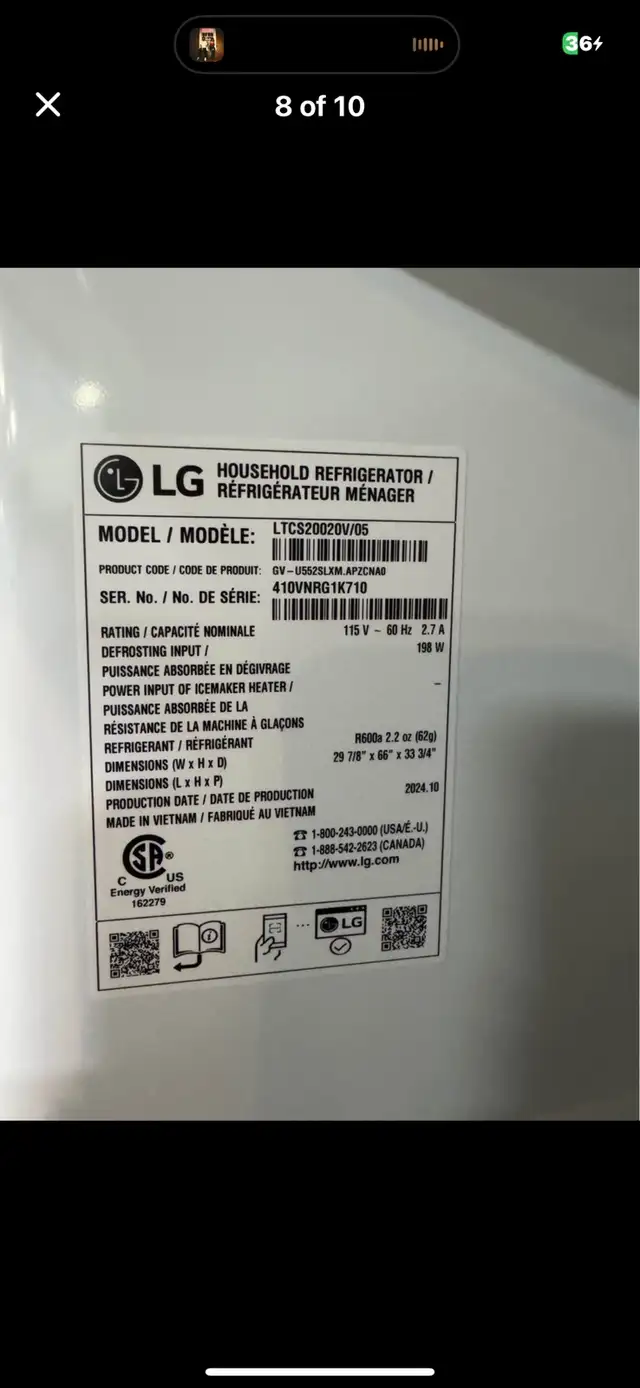 36
8 of 10
LG HOUSEHOLD REFRIGERATOR /
RÉFRIGÉRATEUR MÉNAGER
MODEL / MODÈLE: LTCS20020V/05
PRODUCT CODE / CODE DE PRODUIT: GV-U552SLXM.APZCNA0
SER. No. / No. DE SÉRIE: 410VNRG1K710
RATING / CAPACITÉ NOMINALE 115 V ~ 60 Hz 2.7 A
DEFROSTING INPUT / 198 W
PUISSANCE ABSORBÉE EN DÉGIVRAGE
POWER INPUT OF ICEMAKER HEATER / –
PUISSANCE ABSORBÉE DE LA
RÉSISTANCE DE LA MACHINE À GLAÇONS
REFRIGERANT / RÉFRIGÉRANT R600a 2.2 oz (62g)
DIMENSIONS (W x H x D) 29 7/8" x 66" x 33 3/4"
DIMENSIONS (L x H x P)
PRODUCTION DATE / DATE DE PRODUCTION 2024.10
MADE IN VIETNAM / FABRIQUÉ AU VIETNAM
1-800-243-0000 (USA/É.-U.)
1-888-542-2623 (CANADA)
http://www.lg.com
SA ®
C US
Energy Verified
162279
LG